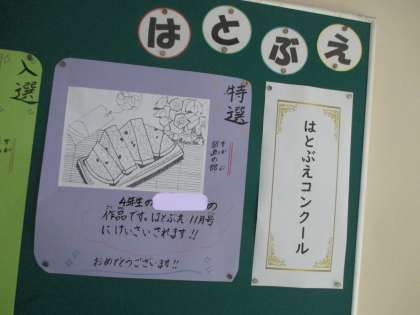 はとぶえ
はとぶえコンクール
特選
4年生の
の
作品です。はとぶえ 11月号
にけいさいされます!!
おめでとうございます!!
入選